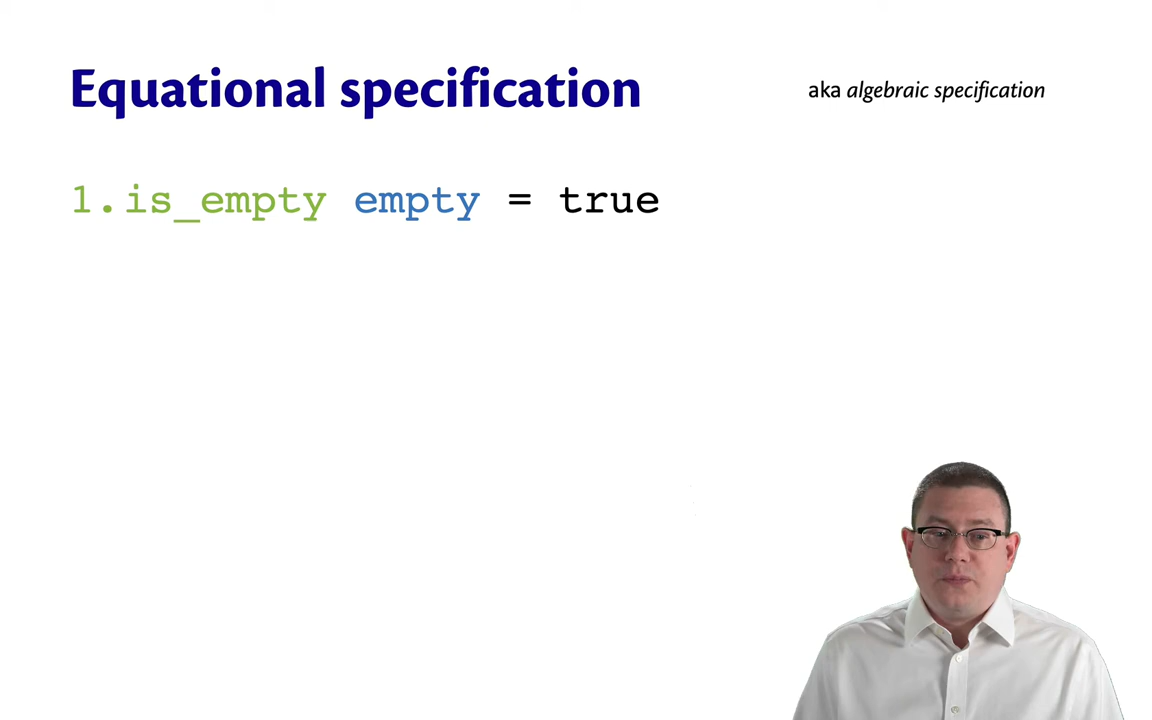 Equational specification
aka algebraic specification
1.is_empty empty = true